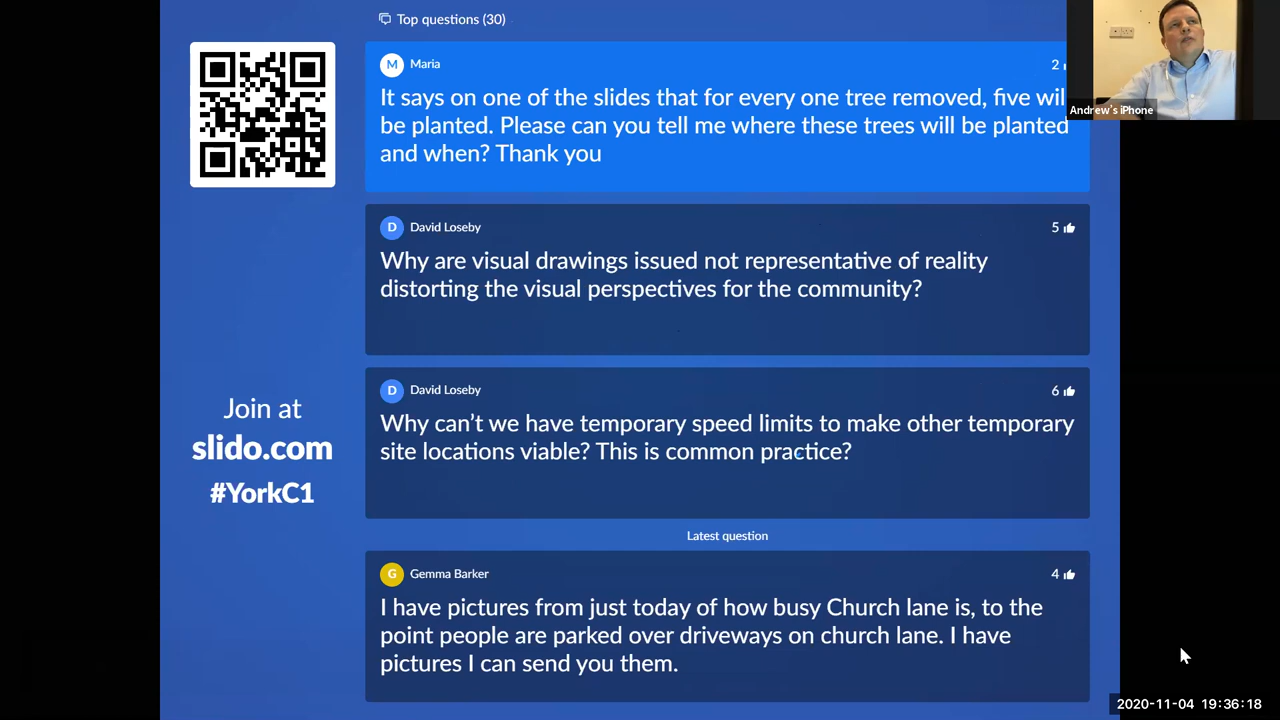 Top questions (30)
M Maria
2
It says on one of the slides that for every one tree removed, five wil
be planted. Please can you tell me where these trees will be planted
and when? Thank you
Andrew's iPhone
D David Loseby
5
Why are visual drawings issued not representative of reality
distorting the visual perspectives for the community?
D David Loseby
6
Why can't we have temporary speed limits to make other temporary
site locations viable? This is common practice?
Join at
slido.com
#YorkC1
Latest question
G Gemma Barker
4
I have pictures from just today of how busy Church lane is, to the
point people are parked over driveways on church lane. I have
pictures I can send you them.
2020-11-04 19:36:18